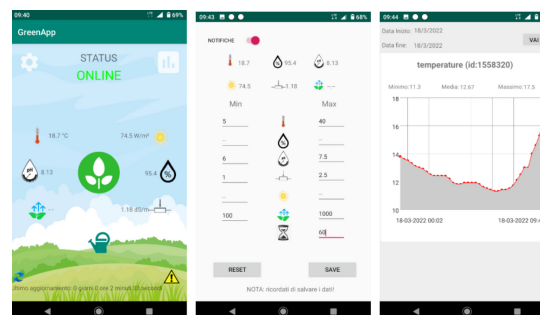 09:40
69%
GreenApp
STATUS
ONLINE
18.7 °C
74.5 W/m²
pH
8.13
95.4
%
--
1.18 dS/m
Ultimo aggiornamento: 0 giorni 0 ore 2 minuti
09:43
68%
NOTIFICHE
18.7
95.4
8.13
74.5
1.18
--
Min
Max
5
40
--
--
6
7.5
1
2.5
--
--
100
1000
60
RESET
SAVE
NOTA: ricordati di salvare i dati!
09:44
Data Inizio: 18/3/2022
Data fine: 18/3/2022
VAI
temperature (id:1558320)
Minimo:11.3
Media: 12.67
Massimo: 17.5
18
16
14
12
10
18-03-2022 00:02
18-03-2022 09:4